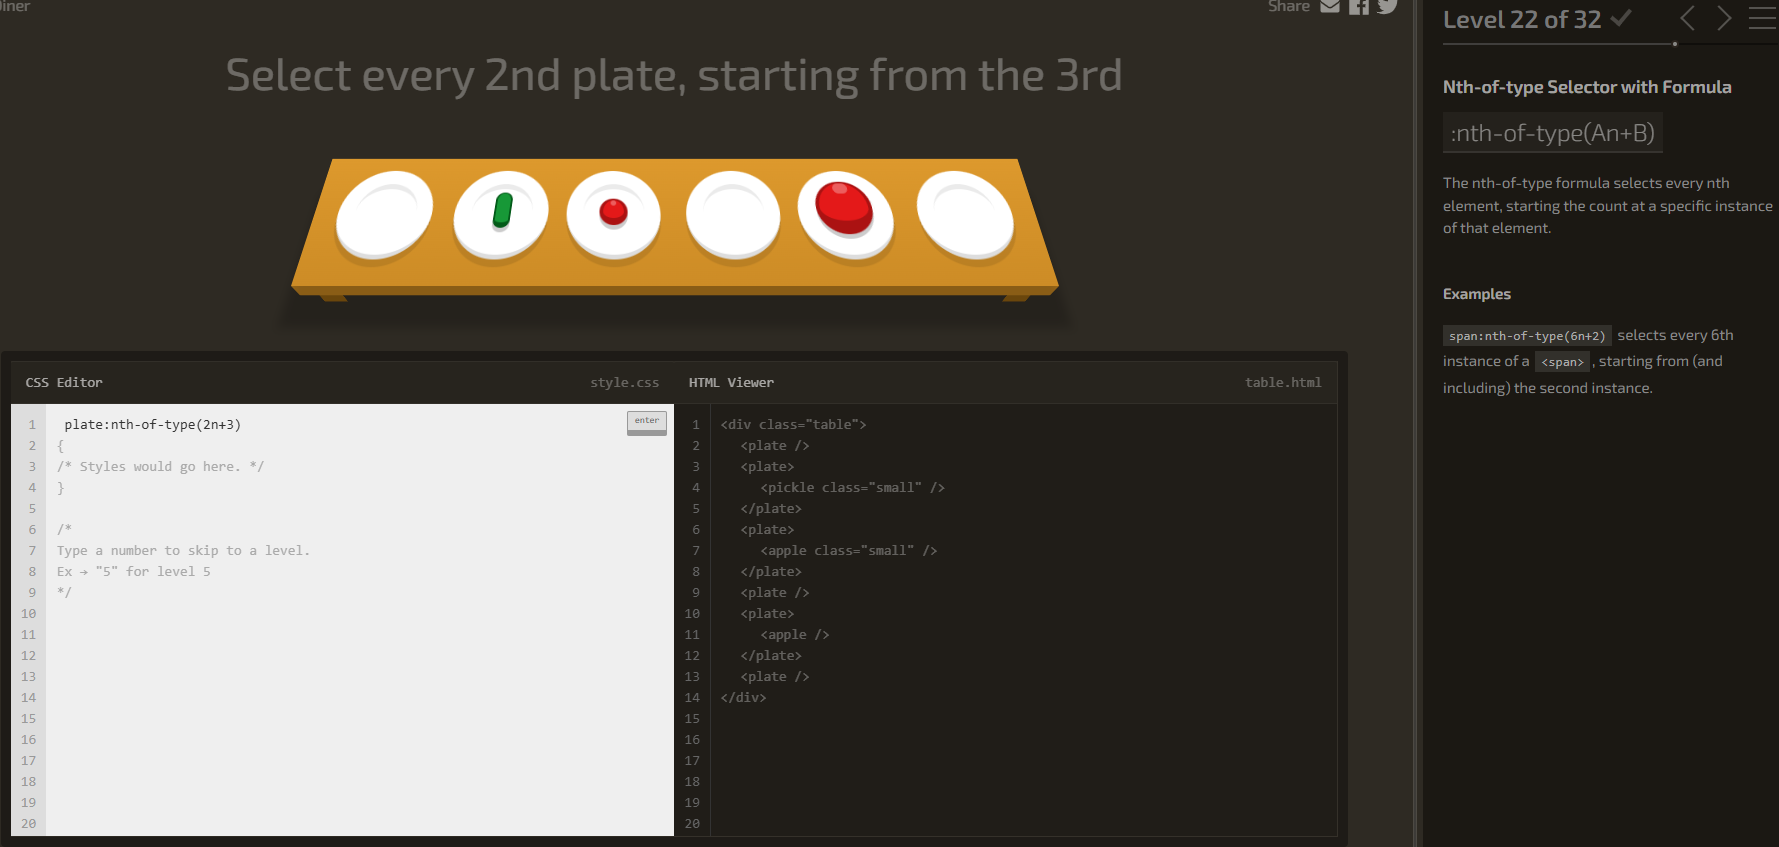 Diner
Share
Select every 2nd plate, starting from the 3rd
CSS Editor
style.css
1 plate:nth-of-type(2n+3)
enter
2 {
3 /* Styles would go here. */
4 }
5
6 /*
7 Type a number to skip to a level.
8 Ex → "5" for level 5
9 */
10
11
12
13
14
15
16
17
18
19
20
HTML Viewer
table.html
1 <div class="table">
2 <plate />
3 <plate>
4 <pickle class="small" />
5 </plate>
6 <plate>
7 <apple class="small" />
8 </plate>
9 <plate />
10 <plate>
11 <apple />
12 </plate>
13 <plate />
14 </div>
15
16
17
18
19
20
Level 22 of 32
Nth-of-type Selector with Formula
:nth-of-type(An+B)
The nth-of-type formula selects every nth
element, starting the count at a specific instance
of that element.
Examples
span:nth-of-type(6n+2) selects every 6th
instance of a <span> , starting from (and
including) the second instance.